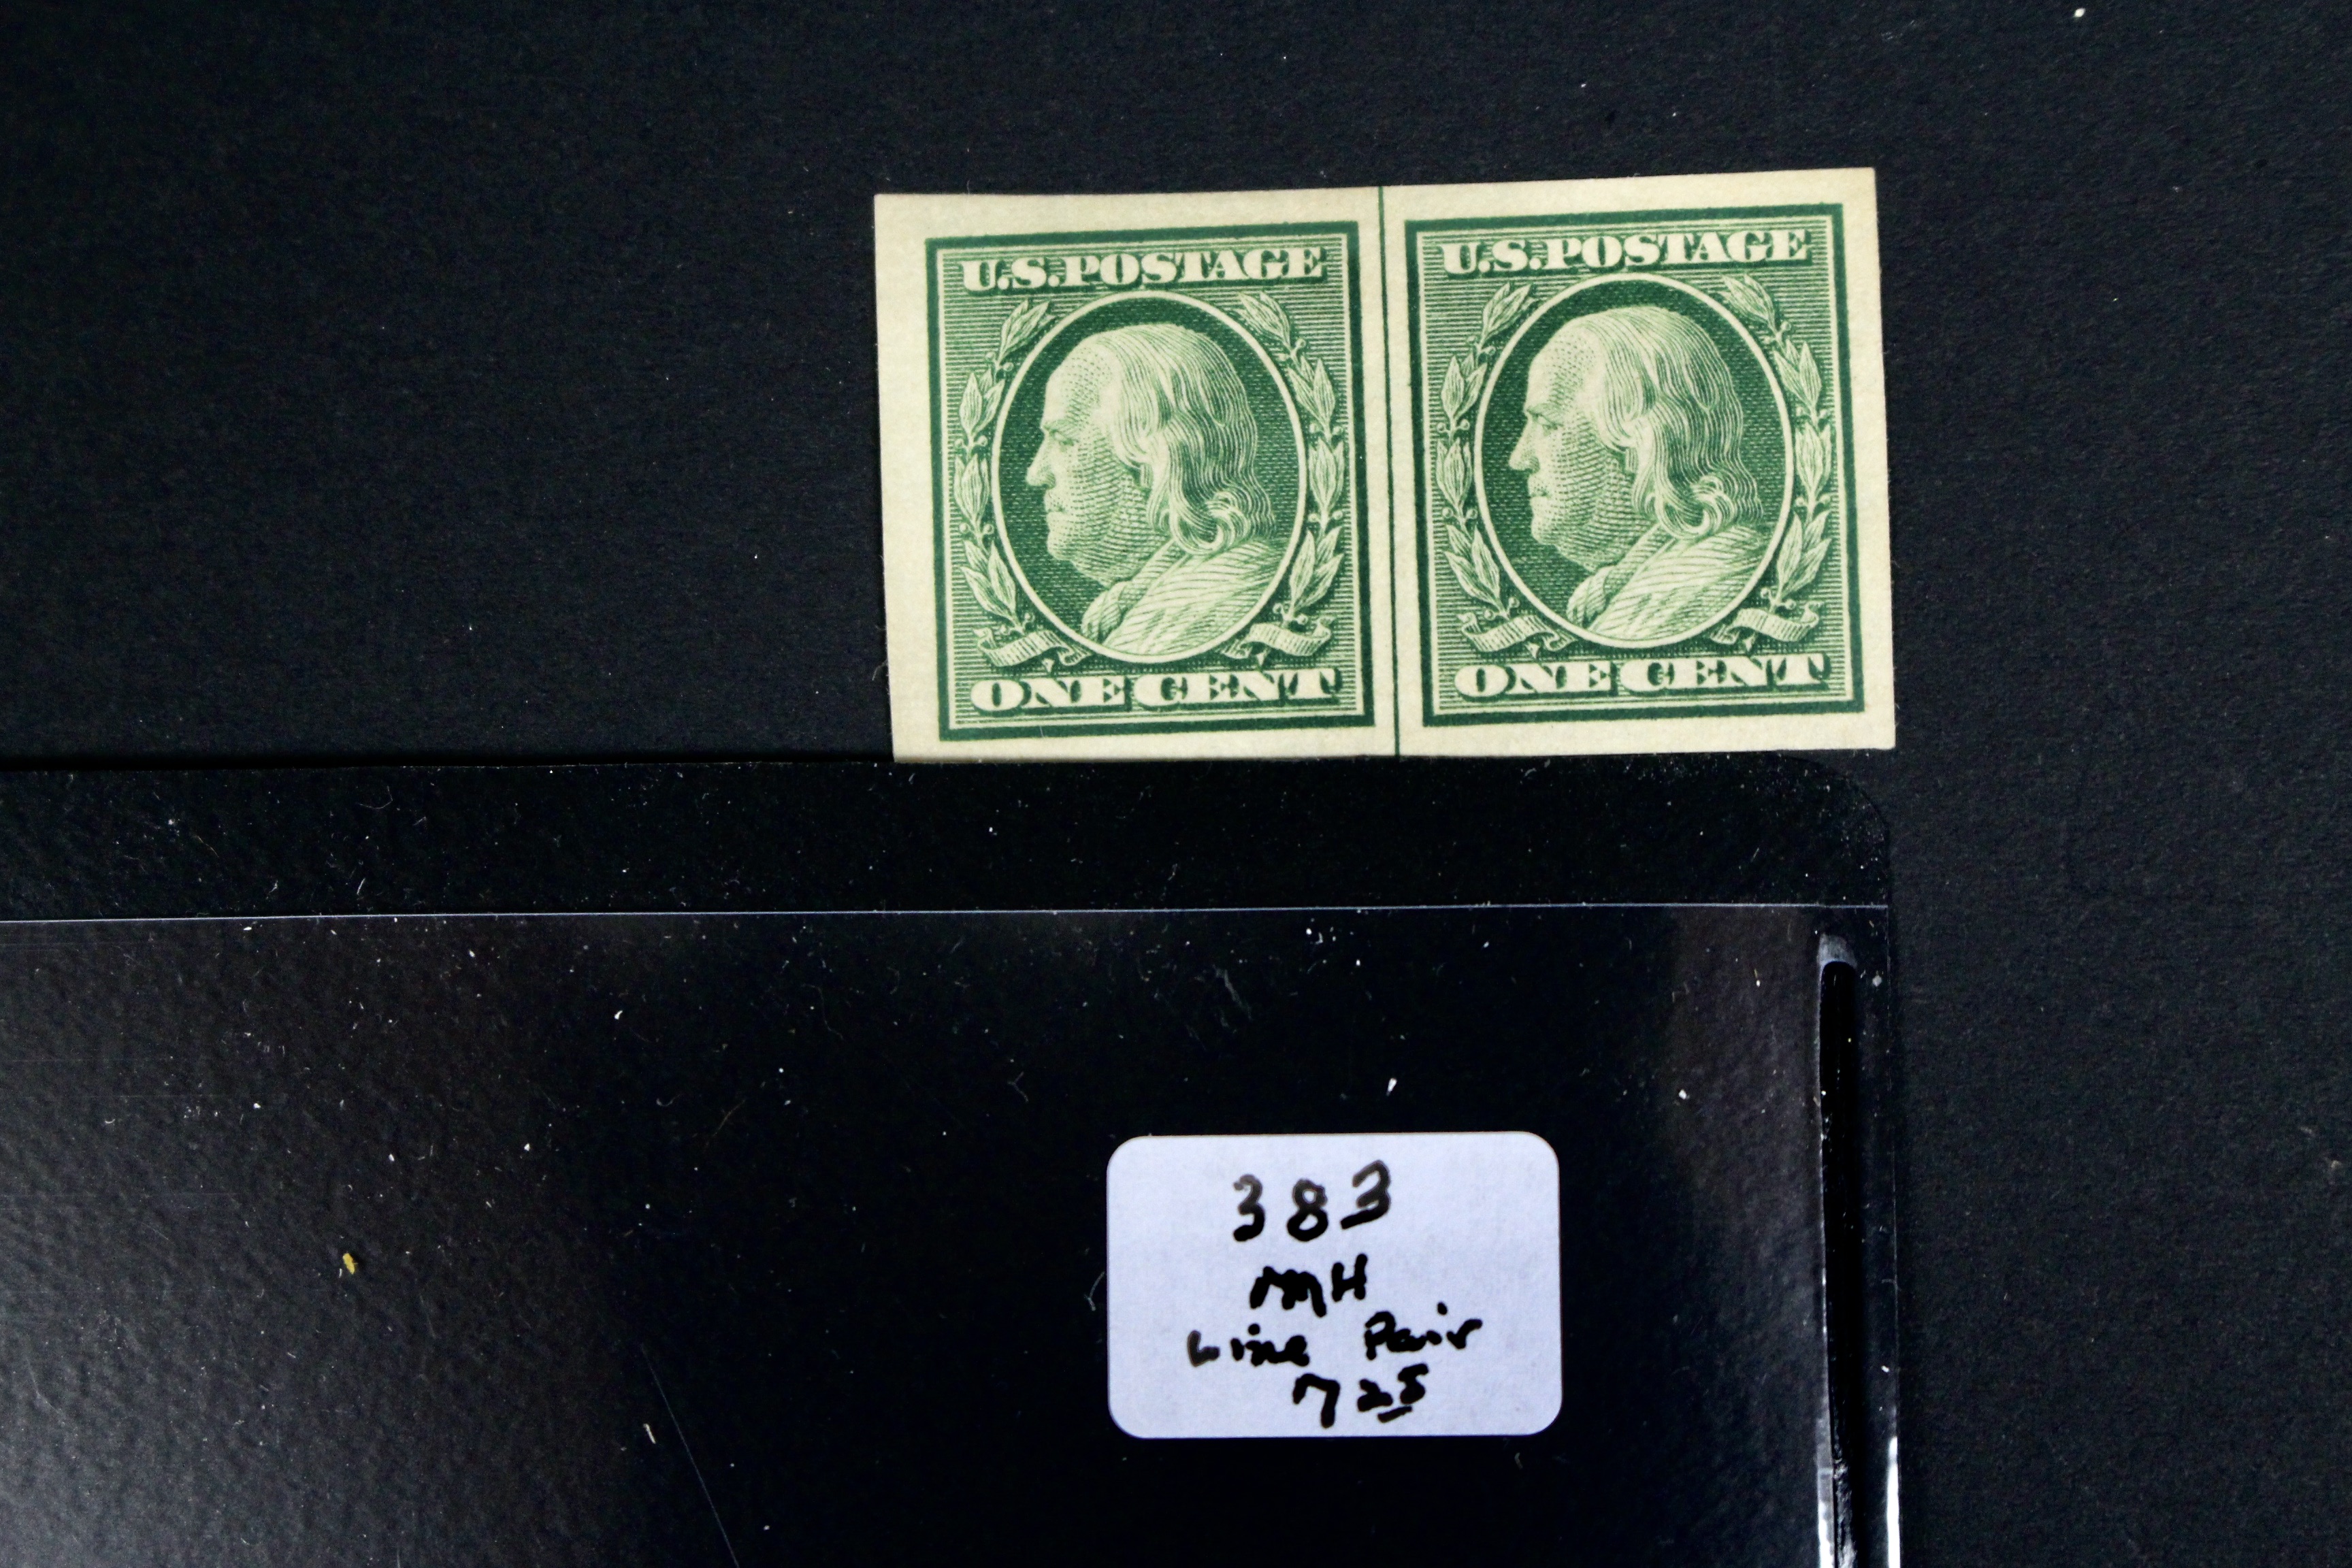 U.S.POSTAGE
ONE CENT
U.S.POSTAGE
ONE CENT
383
MH
Line Pair
725